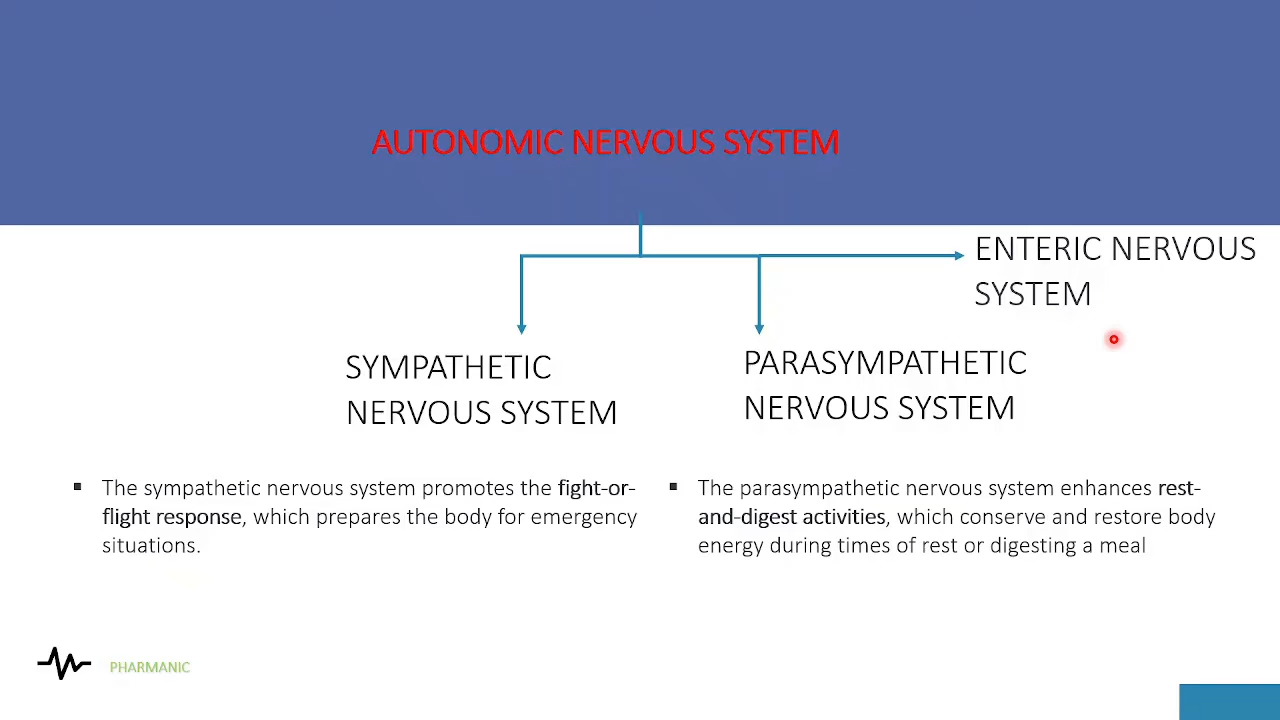 AUTONOMIC NERVOUS SYSTEM
ENTERIC NERVOUS
SYSTEM
SYMPATHETIC
NERVOUS SYSTEM
PARASYMPATHETIC
NERVOUS SYSTEM
▪ The sympathetic nervous system promotes the fight-or-
flight response, which prepares the body for emergency
situations.
▪ The parasympathetic nervous system enhances rest-
and-digest activities, which conserve and restore body
energy during times of rest or digesting a meal
PHARMANIC